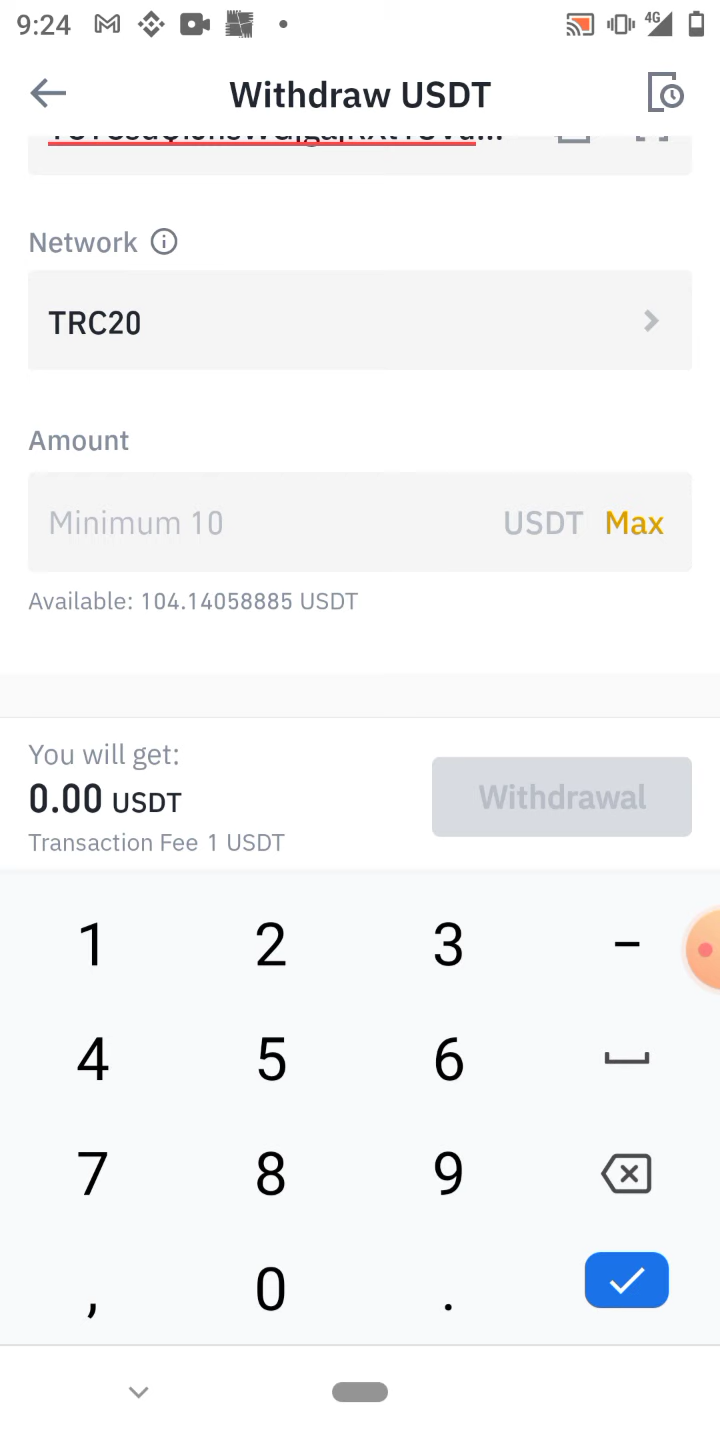 9:24
4G
Withdraw USDT
Network
TRC20
Amount
Minimum 10 USDT Max
Available: 104.14058885 USDT
You will get:
0.00 USDT
Withdrawal
Transaction Fee 1 USDT
1 2 3 –
4 5 6
7 8 9
, 0 .